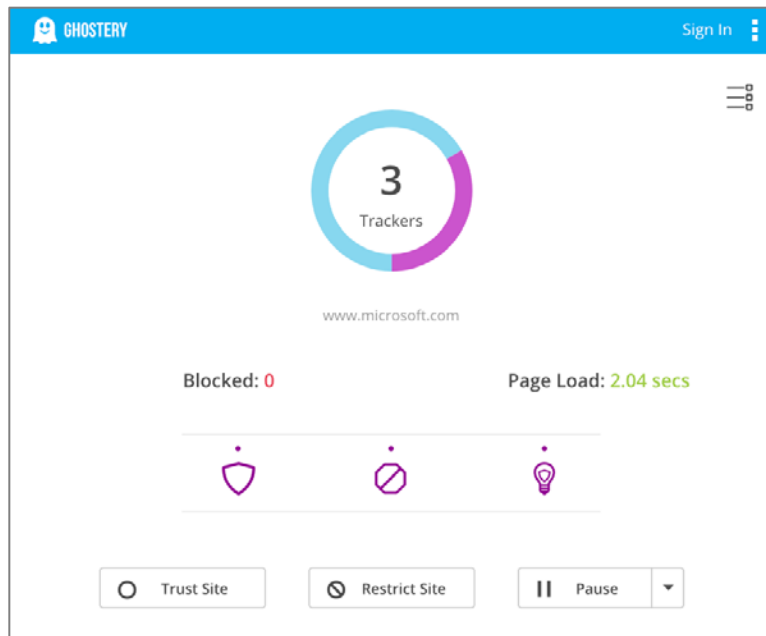 GHOSTERY
Sign In
3
Trackers
www.microsoft.com
Blocked: 0
Page Load: 2.04 secs
Trust Site
Restrict Site
Pause